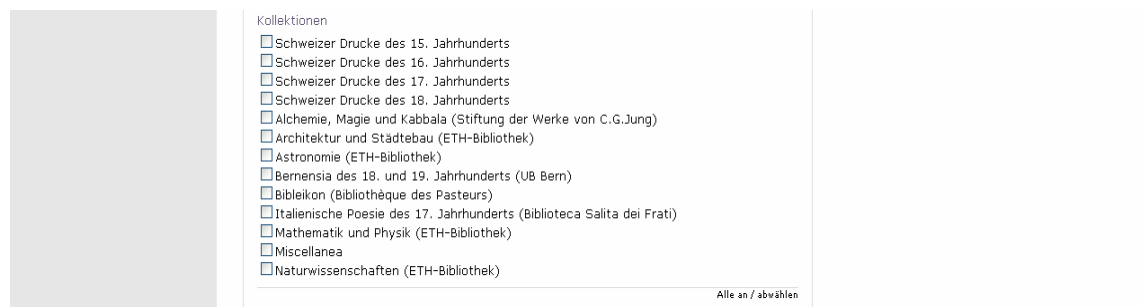 Kollektionen
Schweizer Drucke des 15. Jahrhunderts
Schweizer Drucke des 16. Jahrhunderts
Schweizer Drucke des 17. Jahrhunderts
Schweizer Drucke des 18. Jahrhunderts
Alchemie, Magie und Kabbala (Stiftung der Werke von C.G.Jung)
Architektur und Städtebau (ETH-Bibliothek)
Astronomie (ETH-Bibliothek)
Bernensia des 18. und 19. Jahrhunderts (UB Bern)
Bibleikon (Bibliothèque des Pasteurs)
Italienische Poesie des 17. Jahrhunderts (Biblioteca Salita dei Frati)
Mathematik und Physik (ETH-Bibliothek)
Miscellanea
Naturwissenschaften (ETH-Bibliothek)
Alle an / abwählen